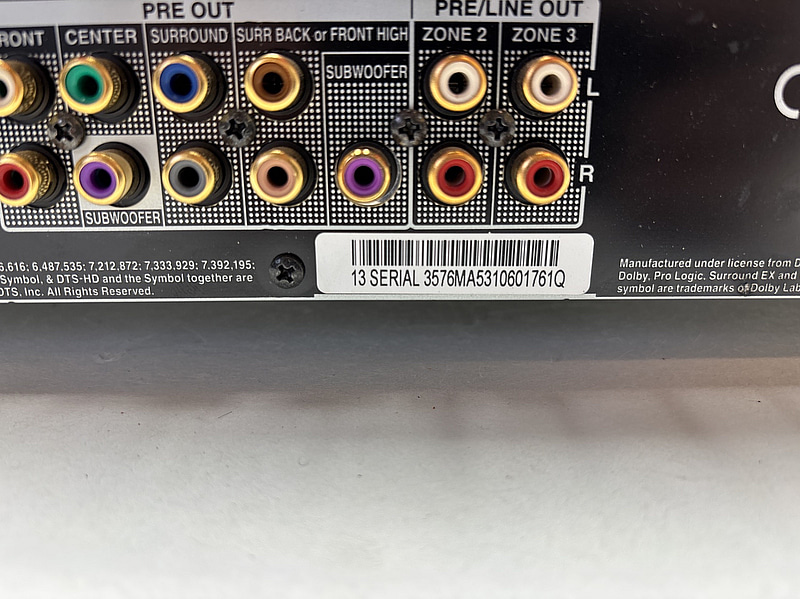 PRE OUT
PRE/LINE OUT
RONT
CENTER
SURROUND
SURR BACK or FRONT HIGH
ZONE 2
ZONE 3
SUBWOOFER
L
R
SUBWOOFER
6,616; 6,487,535; 7,212,872; 7,333,929; 7,392,195;
Symbol, & DTS-HD and the Symbol together are
DTS, Inc. All Rights Reserved.
13 SERIAL 3576MA5310601761Q
Manufactured under license from D
Dolby, Pro Logic, Surround EX and
symbol are trademarks of Dolby Lab